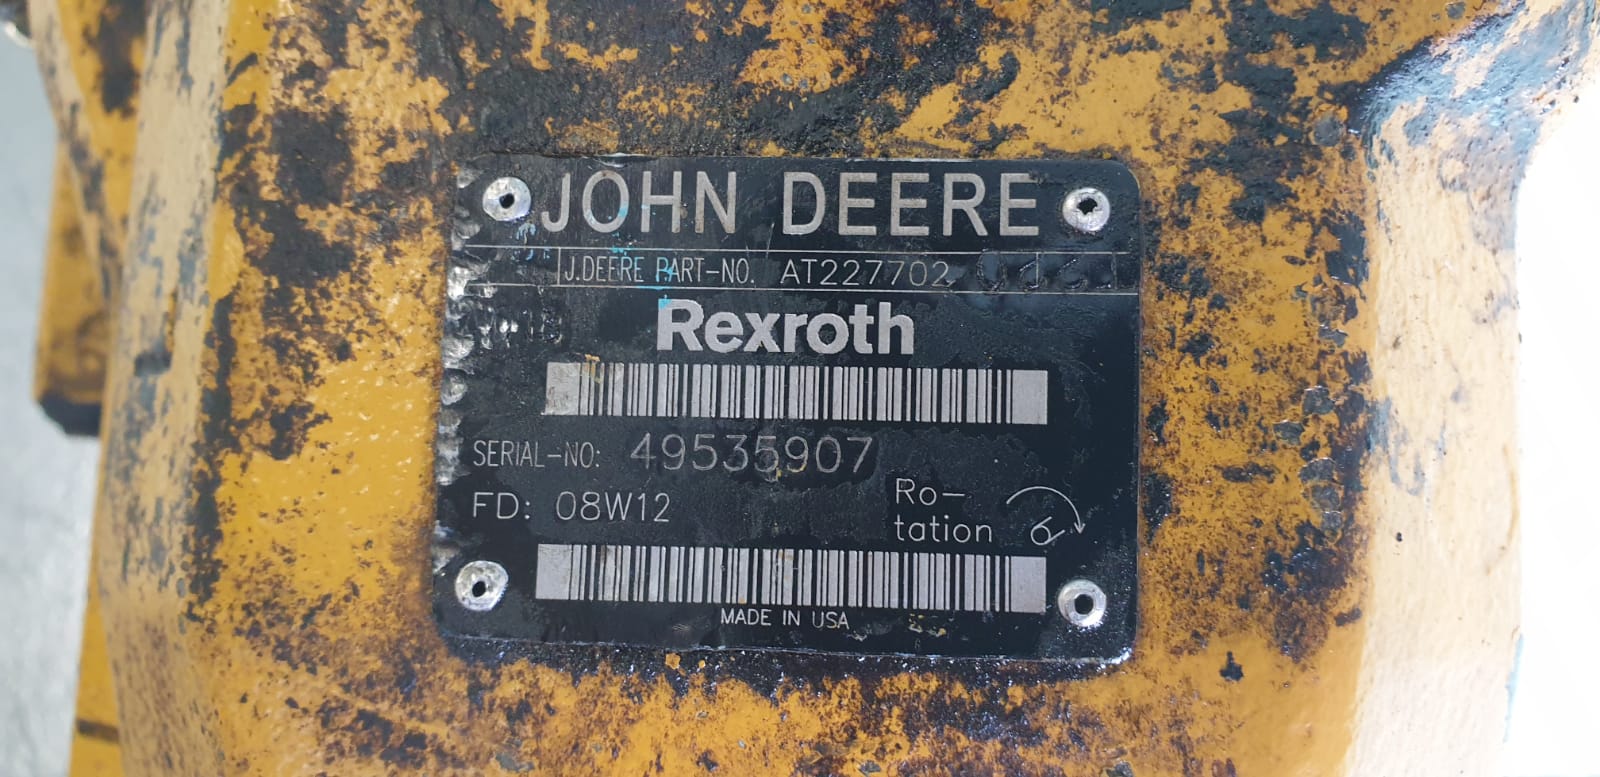 JOHN DEERE
J.DEERE PART-NO. AT227702
Rexroth
SERIAL-NO: 49535907
FD: 08W12
Ro-
tation
MADE IN USA